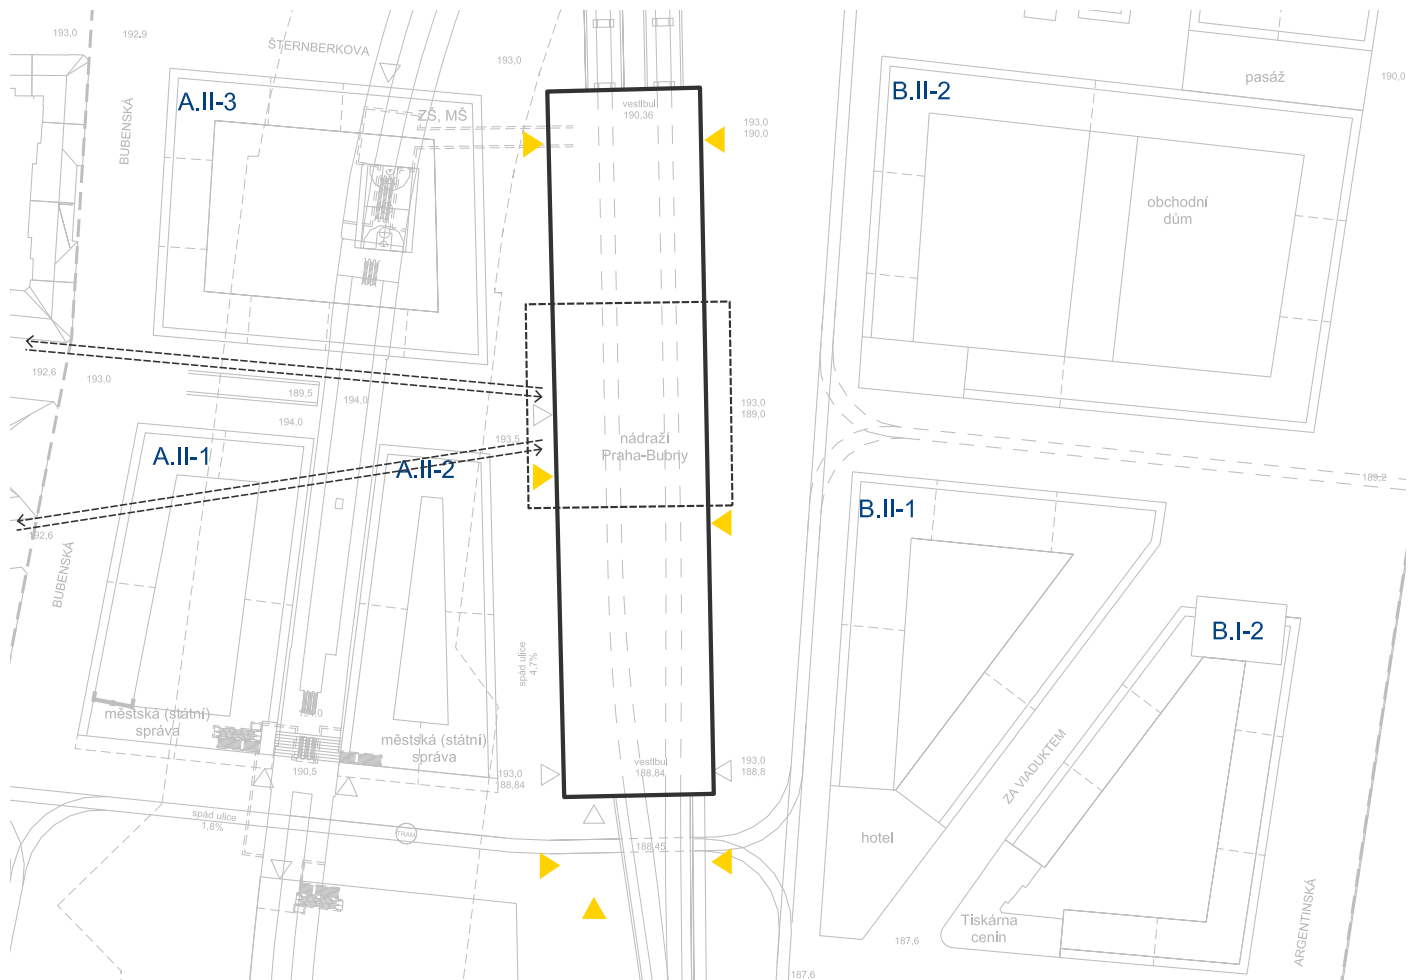 193,0
192,9
ŠTERNBERKOVA
193,0
A.II-3
BUBENSKÁ
ZŠ, MŠ
vestibul
190,36
193,0
190,0
B.II-2
pasáž
190,0
obchodní
dům
192,6
193,0
189,5
194,0
194,0
193,5
193,0
189,0
nádraží
Praha-Bubny
A.II-1
A.II-2
189,2
B.II-1
192,6
BUBENSKÁ
B.I-2
spád ulice
4,7%
městská (státní)
správa
194,0
městská (státní)
správa
190,5
193,0
188,84
vestibul
188,84
193,0
188,8
ZA VIADUKTEM
spád ulice
1,8%
TRAM
188,45
hotel
Tiskárna
cenin
187,6
187,6
ARGENTINSKÁ